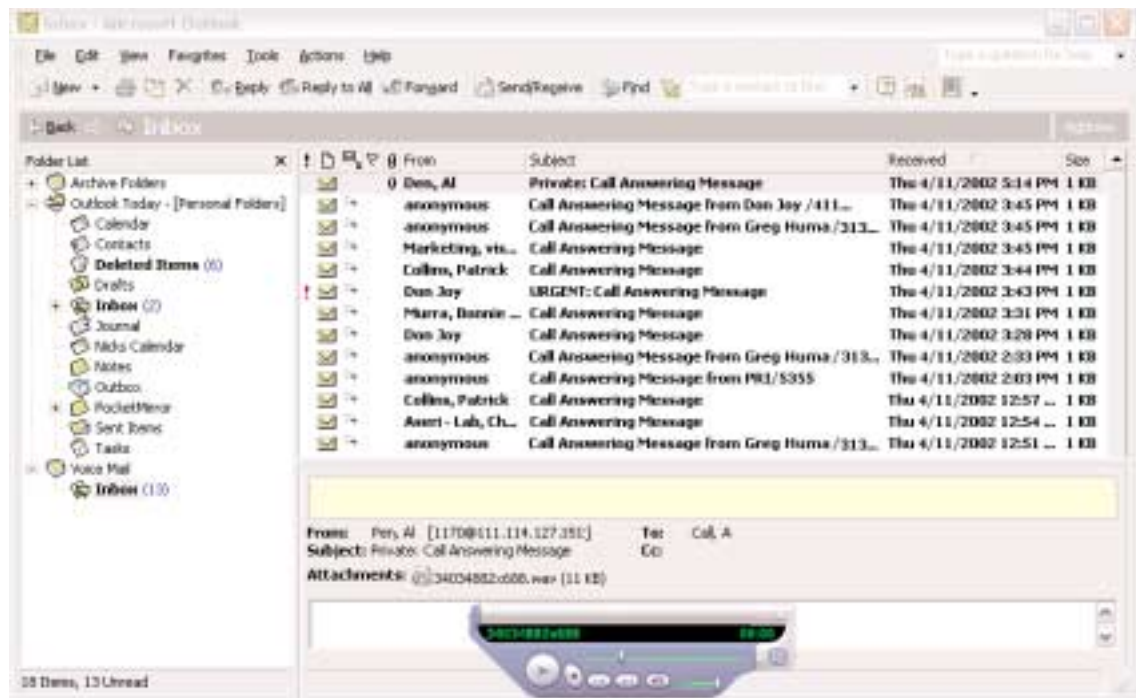 Inbox - Microsoft Outlook
File Edit View Favorites Tools Actions Help
New Reply Reply to All Forward Send/Receive Find
Back Inbox
Folder List
Archive Folders
Outlook Today - [Personal Folders]
Calendar
Contacts
Deleted Items (6)
Drafts
Inbox (2)
Journal
Nicks Calendar
Notes
Outbox
PocketMirror
Sent Items
Tasks
Voice Mail
Inbox (13)
18 Items, 13 Unread
! From Subject Received Size
Den, Al Private: Call Answering Message Thu 4/11/2002 5:14 PM 1 KB
anonymous Call Answering Message from Don Joy /411... Thu 4/11/2002 3:45 PM 1 KB
anonymous Call Answering Message from Greg Huma /313... Thu 4/11/2002 3:45 PM 1 KB
Marketing, vis... Call Answering Message Thu 4/11/2002 3:45 PM 1 KB
Collins, Patrick Call Answering Message Thu 4/11/2002 3:44 PM 1 KB
! Don Joy URGENT: Call Answering Message Thu 4/11/2002 3:43 PM 1 KB
Murra, Bonnie ... Call Answering Message Thu 4/11/2002 3:31 PM 1 KB
Don Joy Call Answering Message Thu 4/11/2002 3:28 PM 1 KB
anonymous Call Answering Message from Greg Huma /313... Thu 4/11/2002 2:33 PM 1 KB
anonymous Call Answering Message from PRI/5355 Thu 4/11/2002 2:03 PM 1 KB
Collins, Patrick Call Answering Message Thu 4/11/2002 12:57 ... 1 KB
Lab, Ch... Call Answering Message Thu 4/11/2002 12:54 ... 1 KB
anonymous Call Answering Message from Greg Huma /313... Thu 4/11/2002 12:51 ... 1 KB
From: Pen, Al To: Call, A
Subject: Private: Call Answering Message Cc:
Attachments: 34034882c688.wav (11 KB)
00:00